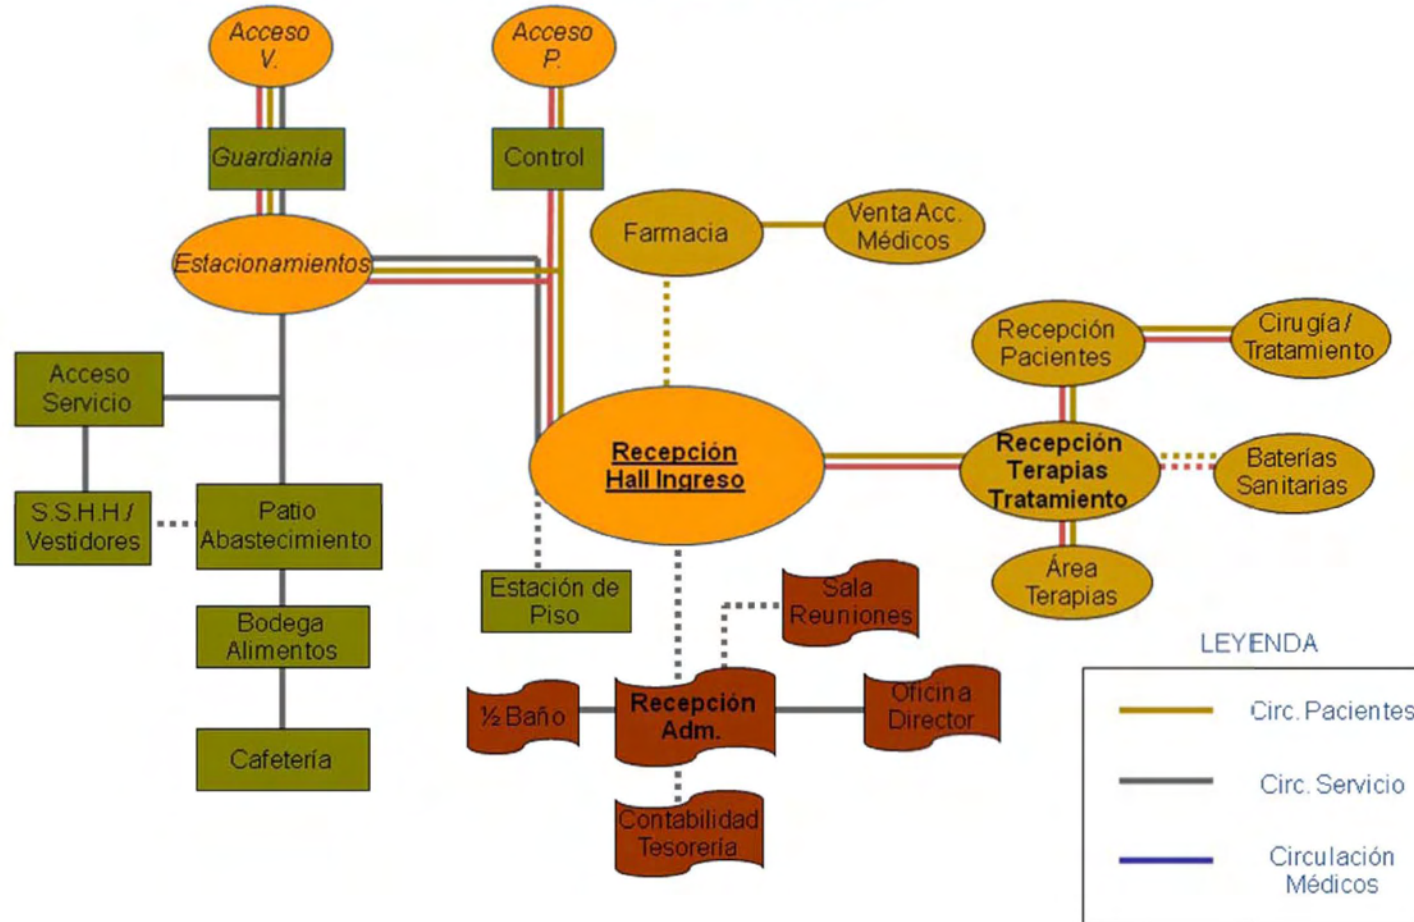 Acceso
V.
Acceso
P.
Guardianía
Control
Estacionamientos
Farmacia
Venta Acc.
Médicos
Recepción
Pacientes
Cirugía /
Tratamiento
Acceso
Servicio
Recepción
Hall Ingreso
Recepción
Terapias
Tratamiento
Baterías
Sanitarias
S.S.H.H./
Vestidores
Patio
Abastecimiento
Estación de
Piso
Sala
Reuniones
Área
Terapias
Bodega
Alimentos
½ Baño
Recepción
Adm.
Oficina
Director
Cafetería
Contabilidad
Tesorería
LEYENDA
Circ. Pacientes
Circ. Servicio
Circulación
Médicos